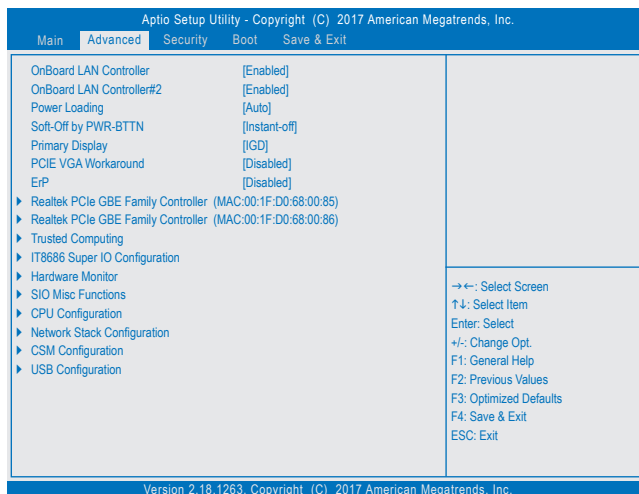 Aptio Setup Utility - Copyright (C) 2017 American Megatrends, Inc.
Main Advanced Security Boot Save & Exit
OnBoard LAN Controller [Enabled]
OnBoard LAN Controller#2 [Enabled]
Power Loading [Auto]
Soft-Off by PWR-BTTN [Instant-off]
Primary Display [IGD]
PCIE VGA Workaround [Disabled]
ErP [Disabled]
Realtek PCIe GBE Family Controller (MAC:00:1F:D0:68:00:85)
Realtek PCIe GBE Family Controller (MAC:00:1F:D0:68:00:86)
Trusted Computing
IT8686 Super IO Configuration
Hardware Monitor
SIO Misc Functions
CPU Configuration
Network Stack Configuration
CSM Configuration
USB Configuration
→←: Select Screen
↑↓: Select Item
Enter: Select
+/-: Change Opt.
F1: General Help
F2: Previous Values
F3: Optimized Defaults
F4: Save & Exit
ESC: Exit
Version 2.18.1263. Copyright (C) 2017 American Megatrends, Inc.